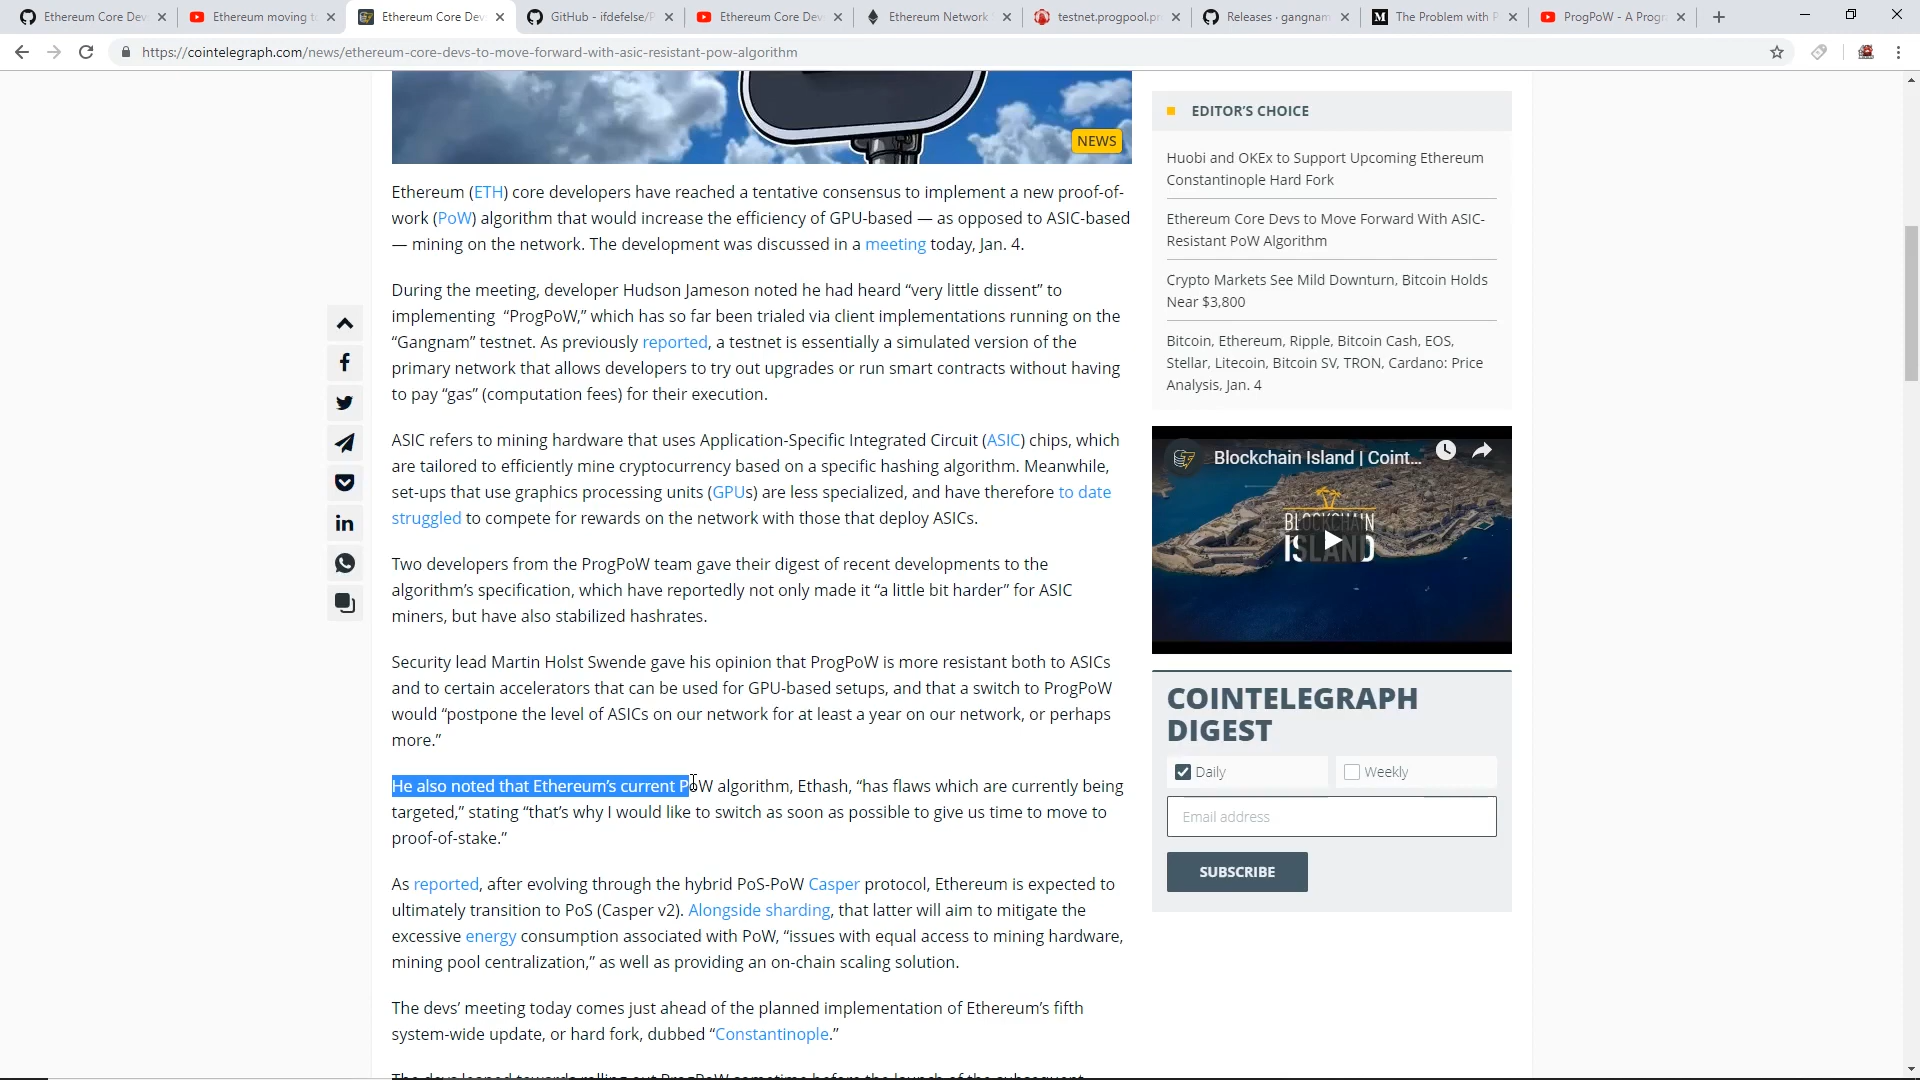 Ethereum Core De
Ethereum moving t
Ethereum Core Dev
GitHub - ifdefelse/P
Ethereum Core Dev
Ethereum Network
testnet.progpool.pr
Releases · gangnam
The Problem with P
ProgPoW - A Progr
https://cointelegraph.com/news/ethereum-core-devs-to-move-forward-with-asic-resistant-pow-algorithm
NEWS
Ethereum (ETH) core developers have reached a tentative consensus to implement a new proof-of-
work (PoW) algorithm that would increase the efficiency of GPU-based — as opposed to ASIC-based
— mining on the network. The development was discussed in a meeting today, Jan. 4.
During the meeting, developer Hudson Jameson noted he had heard “very little dissent” to
implementing “ProgPoW,” which has so far been trialed via client implementations running on the
“Gangnam” testnet. As previously reported, a testnet is essentially a simulated version of the
primary network that allows developers to try out upgrades or run smart contracts without having
to pay “gas” (computation fees) for their execution.
ASIC refers to mining hardware that uses Application-Specific Integrated Circuit (ASIC) chips, which
are tailored to efficiently mine cryptocurrency based on a specific hashing algorithm. Meanwhile,
set-ups that use graphics processing units (GPUs) are less specialized, and have therefore to date
struggled to compete for rewards on the network with those that deploy ASICs.
Two developers from the ProgPoW team gave their digest of recent developments to the
algorithm’s specification, which have reportedly not only made it “a little bit harder” for ASIC
miners, but have also stabilized hashrates.
Security lead Martin Holst Swende gave his opinion that ProgPoW is more resistant both to ASICs
and to certain accelerators that can be used for GPU-based setups, and that a switch to ProgPoW
would “postpone the level of ASICs on our network for at least a year on our network, or perhaps
more.”
He also noted that Ethereum’s current PoW algorithm, Ethash, “has flaws which are currently being
targeted,” stating “that’s why I would like to switch as soon as possible to give us time to move to
proof-of-stake.”
As reported, after evolving through the hybrid PoS-PoW Casper protocol, Ethereum is expected to
ultimately transition to PoS (Casper v2). Alongside sharding, that latter will aim to mitigate the
excessive energy consumption associated with PoW, “issues with equal access to mining hardware,
mining pool centralization,” as well as providing an on-chain scaling solution.
The devs’ meeting today comes just ahead of the planned implementation of Ethereum’s fifth
system-wide update, or hard fork, dubbed “Constantinople.”
The devs leaned towards rolling out ProgPoW sometime before the launch of the subsequent
EDITOR’S CHOICE
Huobi and OKEx to Support Upcoming Ethereum
Constantinople Hard Fork
Ethereum Core Devs to Move Forward With ASIC-
Resistant PoW Algorithm
Crypto Markets See Mild Downturn, Bitcoin Holds
Near $3,800
Bitcoin, Ethereum, Ripple, Bitcoin Cash, EOS,
Stellar, Litecoin, Bitcoin SV, TRON, Cardano: Price
Analysis, Jan. 4
Blockchain Island | Coint...
BLOCKCHAIN
ISLAND
COINTELEGRAPH
DIGEST
Daily
Weekly
Email address
SUBSCRIBE